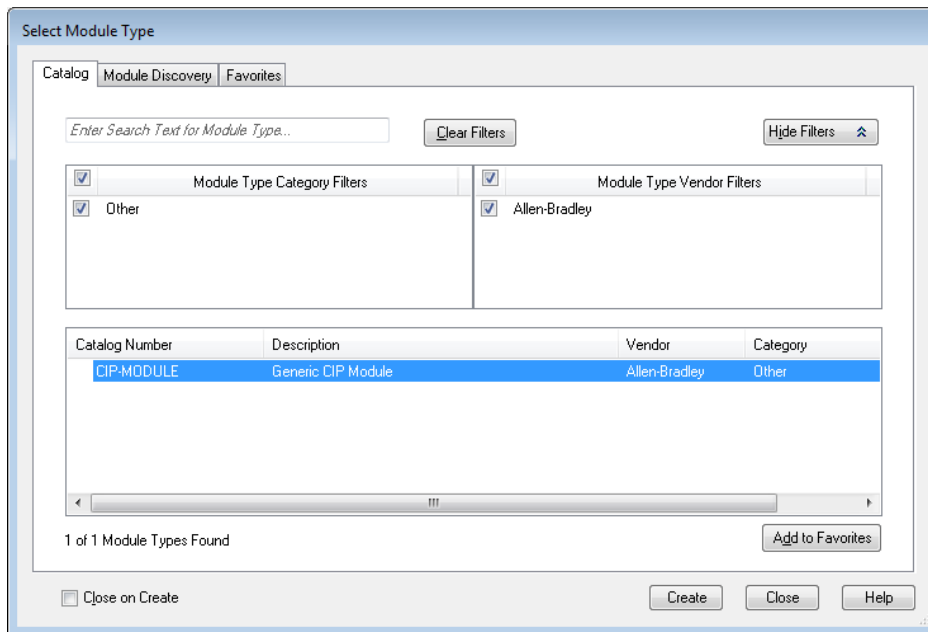 Select Module Type
Catalog Module Discovery Favorites
Enter Search Text for Module Type...
Clear Filters
Hide Filters
Module Type Category Filters
Module Type Vendor Filters
Other
Allen-Bradley
Catalog Number Description Vendor Category
CIP-MODULE Generic CIP Module Allen-Bradley Other
1 of 1 Module Types Found
Add to Favorites
Close on Create
Create Close Help